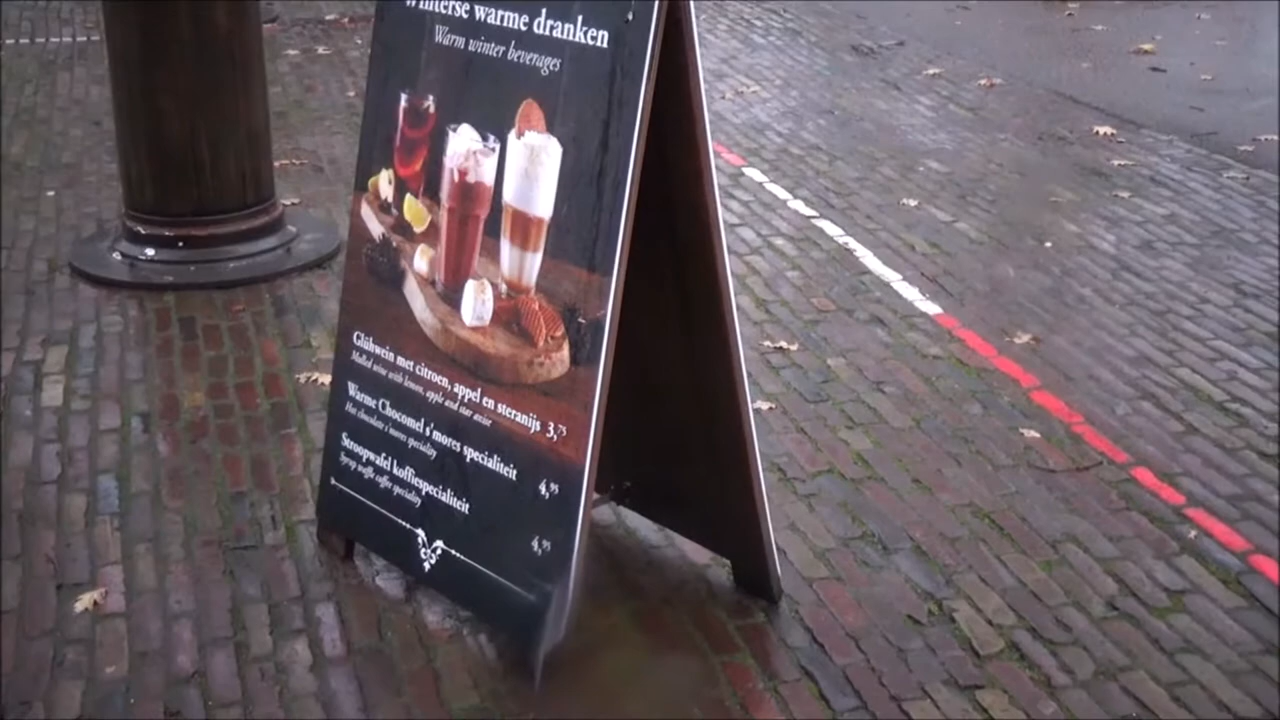 Winterse warme dranken
Warm winter beverages
Glühwein met citroen, appel en steranijs 3,75
Mulled wine with lemon, apple and star anise
Warme Chocomel s'mores specialiteit 4,95
Hot chocolate s'mores speciality
Stroopwafel koffiespecialiteit 4,95
Syrup waffle coffee speciality